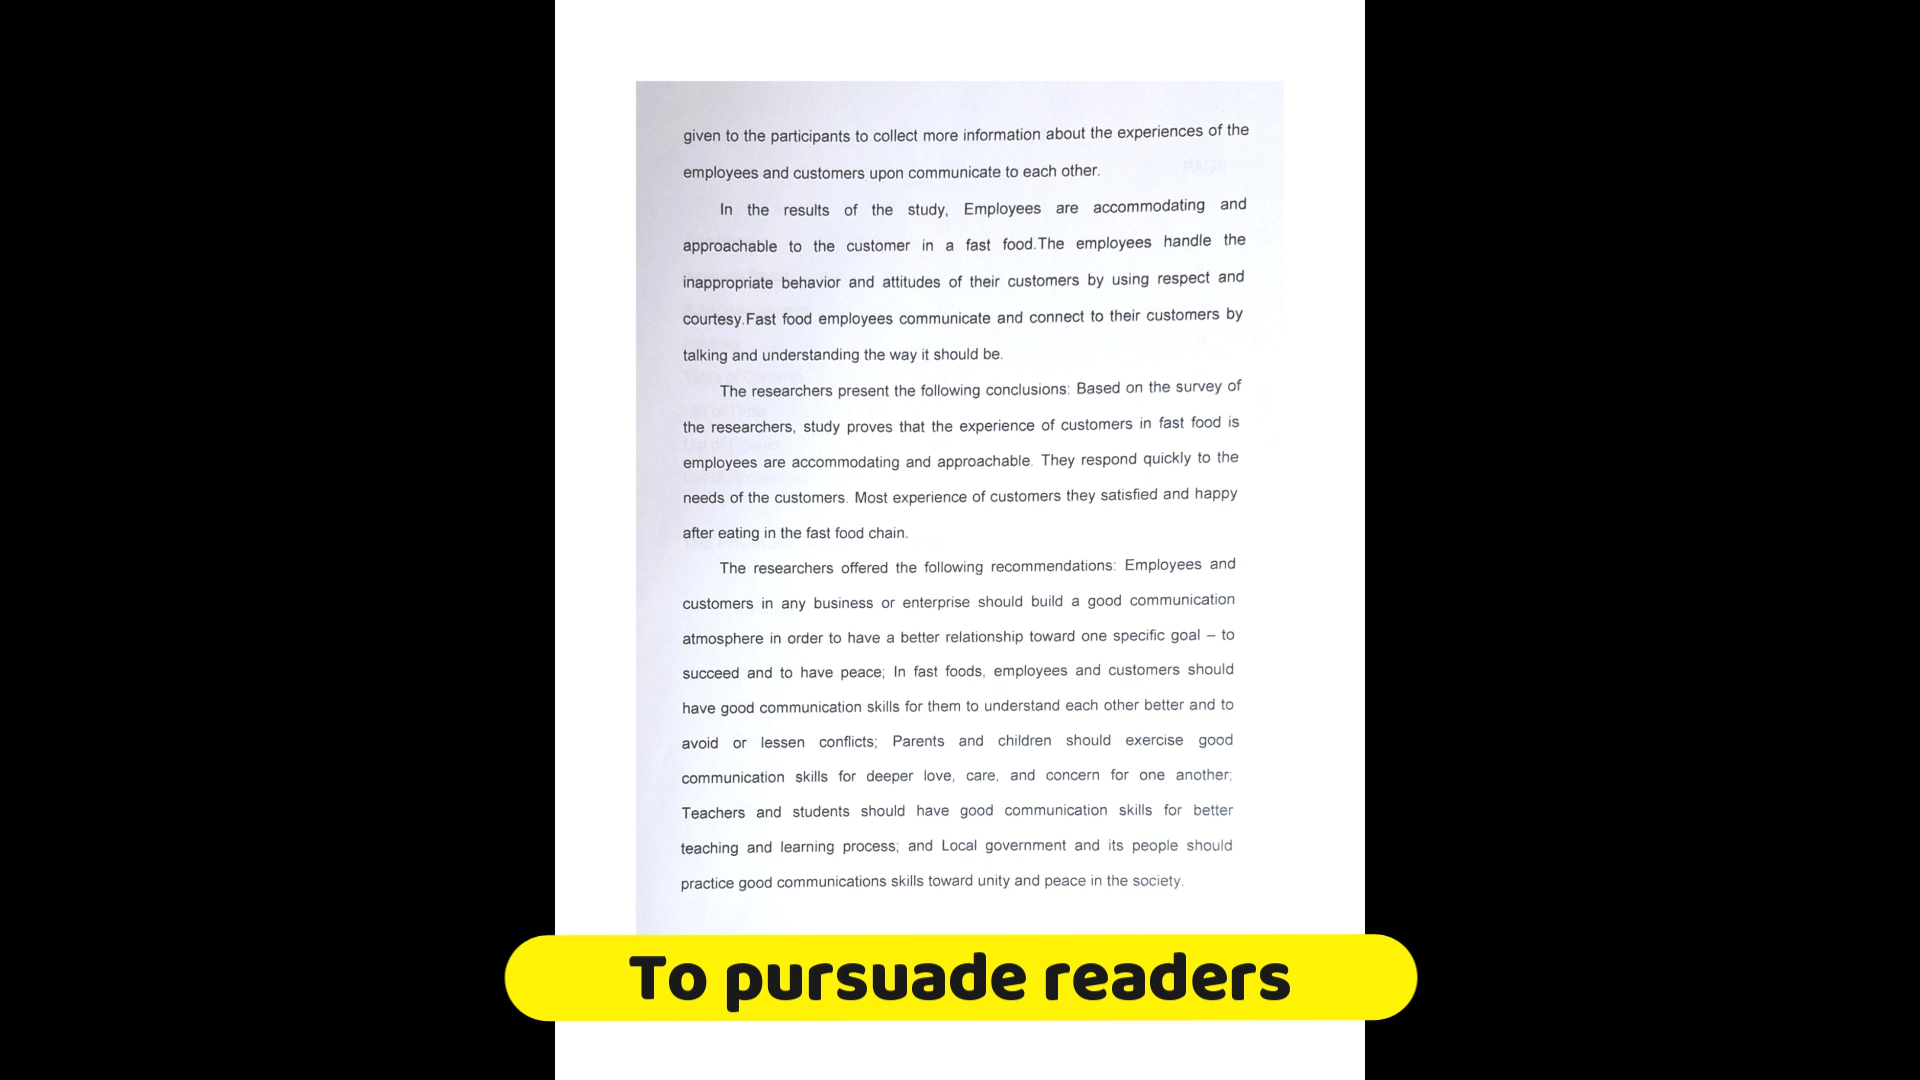 given to the participants to collect more information about the experiences of the
employees and customers upon communicate to each other.
In the results of the study, Employees are accommodating and
approachable to the customer in a fast food.The employees handle the
inappropriate behavior and attitudes of their customers by using respect and
courtesy.Fast food employees communicate and connect to their customers by
talking and understanding the way it should be.
The researchers present the following conclusions: Based on the survey of
the researchers, study proves that the experience of customers in fast food is
employees are accommodating and approachable. They respond quickly to the
needs of the customers. Most experience of customers they satisfied and happy
after eating in the fast food chain.
The researchers offered the following recommendations: Employees and
customers in any business or enterprise should build a good communication
atmosphere in order to have a better relationship toward one specific goal – to
succeed and to have peace; In fast foods, employees and customers should
have good communication skills for them to understand each other better and to
avoid or lessen conflicts; Parents and children should exercise good
communication skills for deeper love, care, and concern for one another;
Teachers and students should have good communication skills for better
teaching and learning process; and Local government and its people should
practice good communications skills toward unity and peace in the society.
To pursuade readers